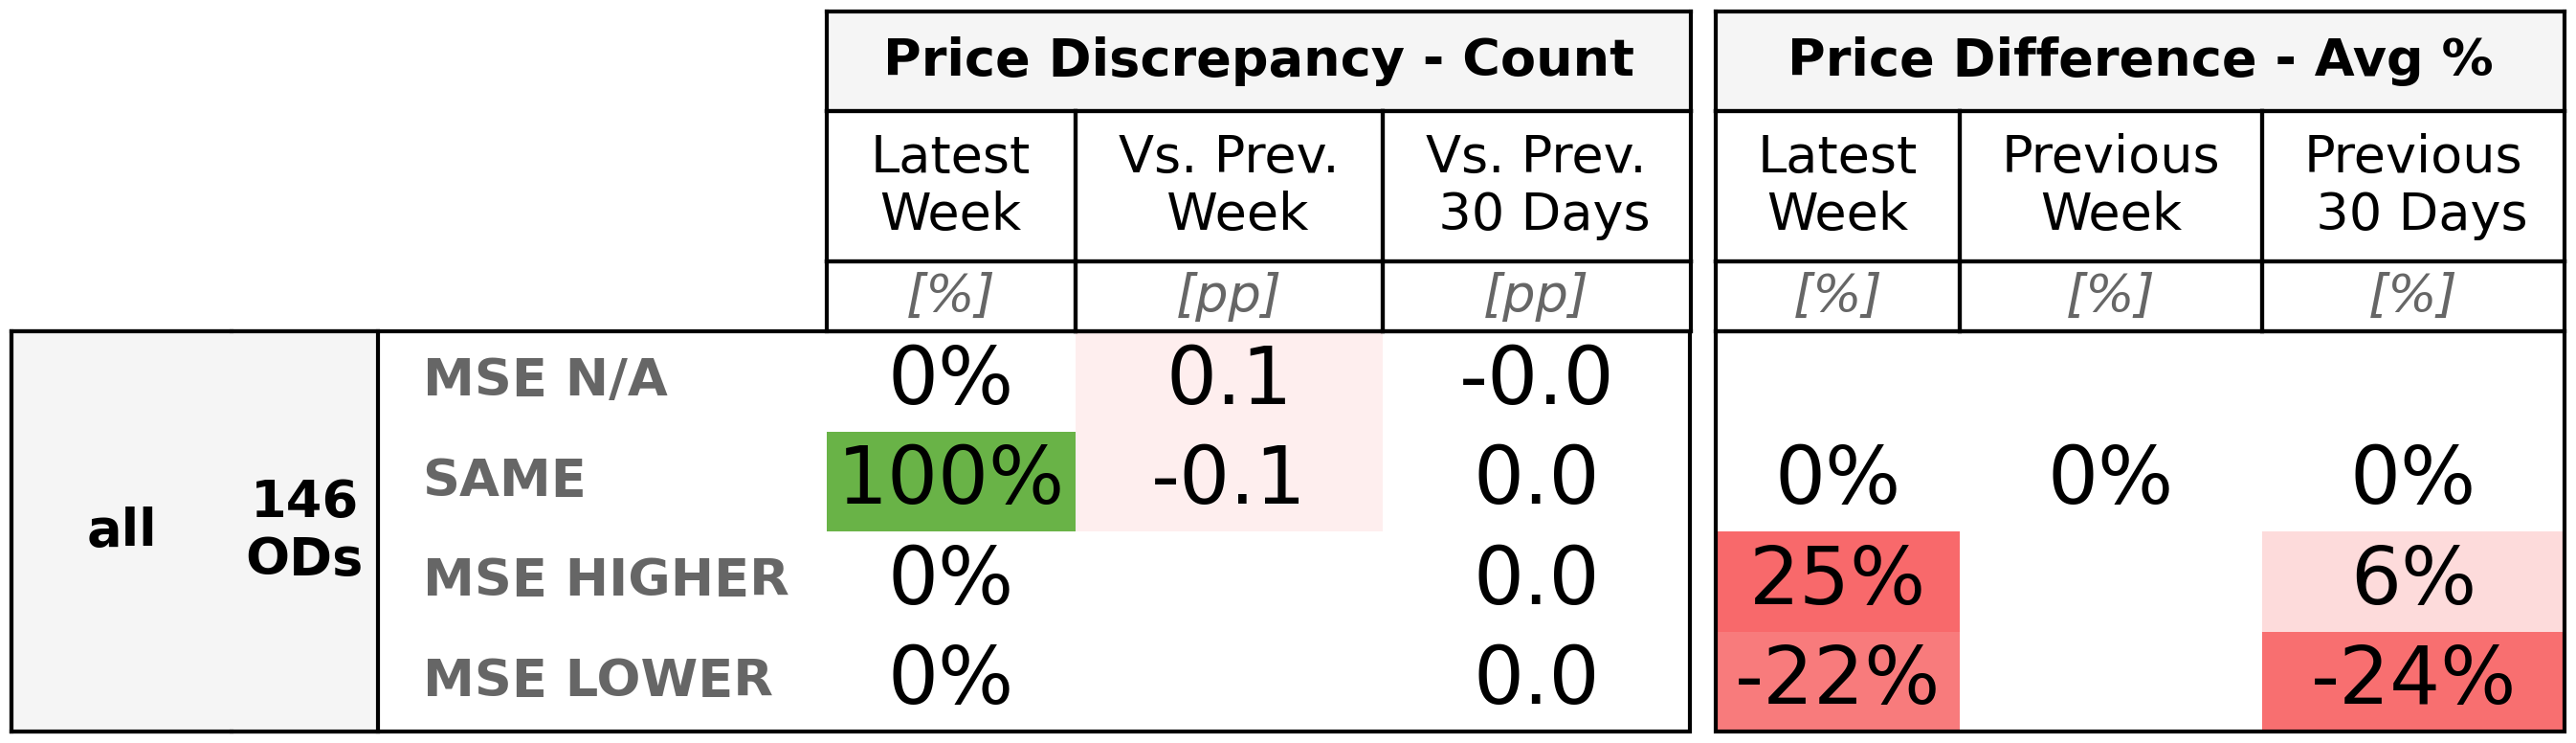 Price Discrepancy - Count Price Difference - Avg %
Latest Week Vs. Prev. Week Vs. Prev. 30 Days Latest Week Previous Week Previous 30 Days
[%] [pp] [pp] [%] [%] [%]
all 146 ODs
MSE N/A 0% 0.1 -0.0
SAME 100% -0.1 0.0 0% 0% 0%
MSE HIGHER 0% 0.0 25% 6%
MSE LOWER 0% 0.0 -22% -24%